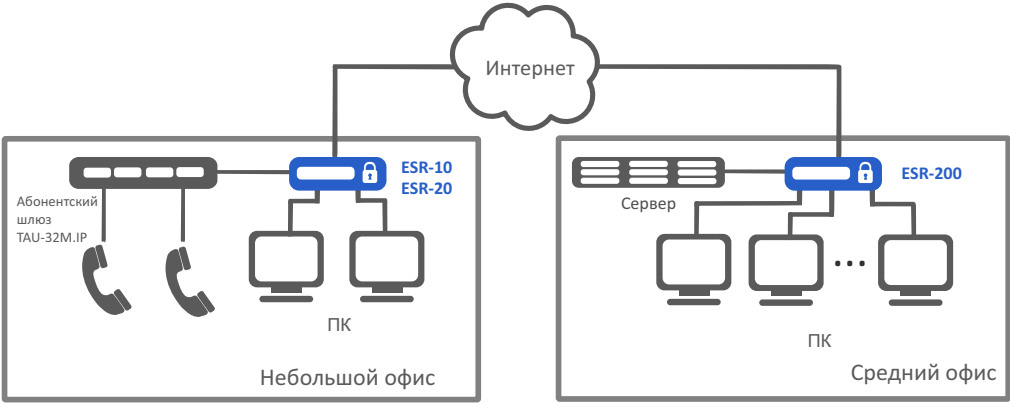 Интернет
ESR-10
ESR-20
Абонентский
шлюз
TAU-32M.IP
ПК
Небольшой офис
ESR-200
Сервер
...
ПК
Средний офис